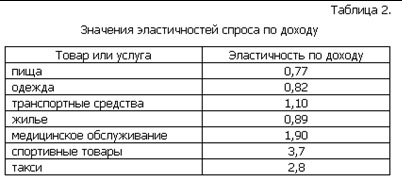 Таблица 2.
Значения эластичностей спроса по доходу
Товар или услуга Эластичность по доходу
пища 0,77
одежда 0,82
транспортные средства 1,10
жилье 0,89
медицинское обслуживание 1,90
спортивные товары 3,7
такси 2,8